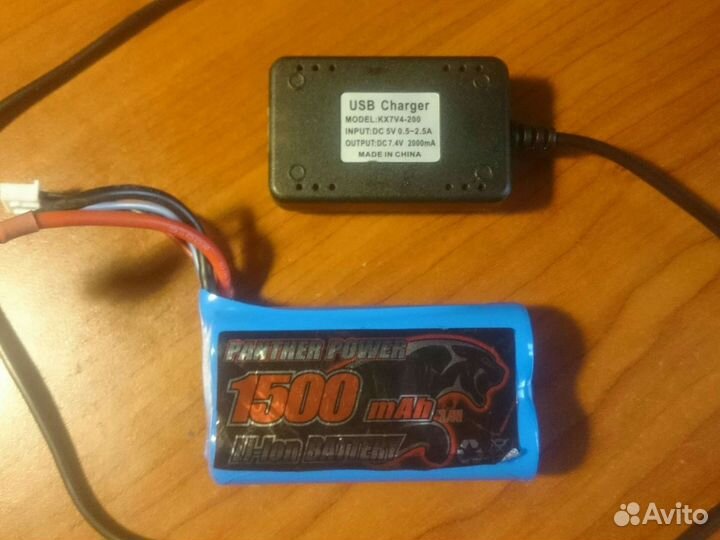 USB Charger
MODEL:KX7V4-200
INPUT:DC 5V 0.5~2.5A
OUTPUT:DC7.4V 2000mA
MADE IN CHINA
PANTHER POWER
1500 mAh
Li-Ion BATTERY
Avito